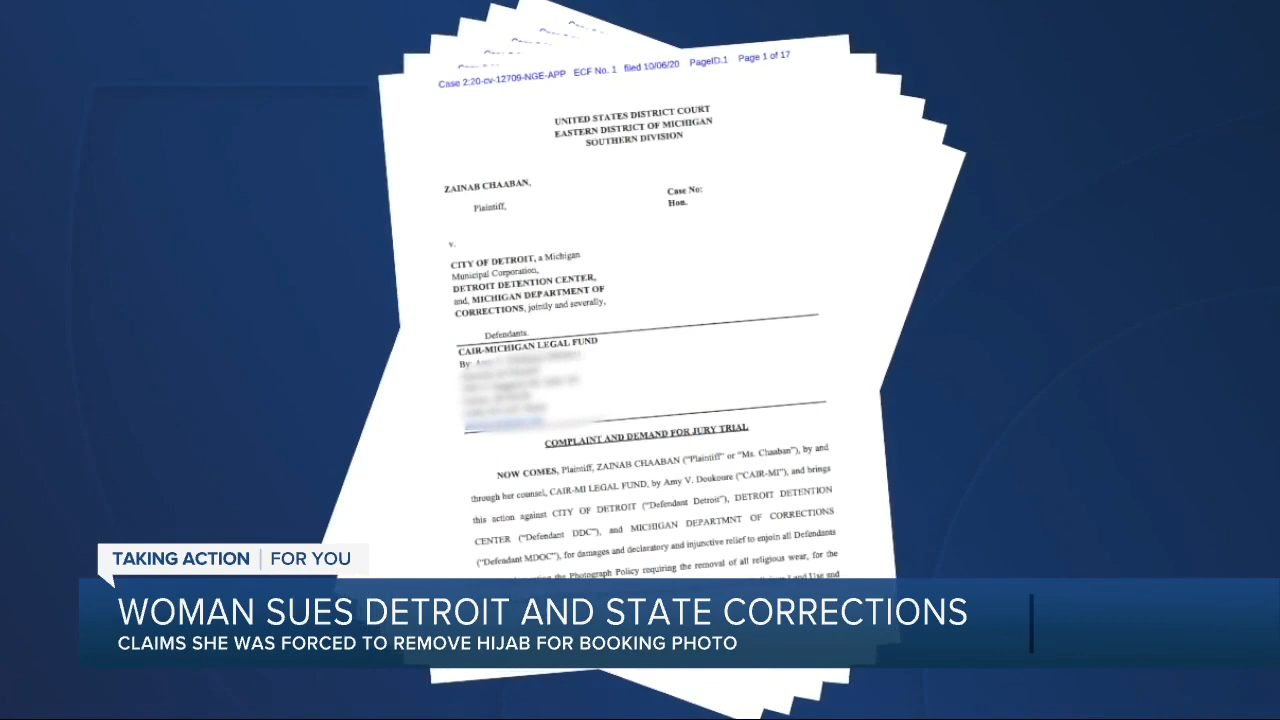 Case 2:20-cv-12709-NGE-APP ECF No. 1 filed 10/06/20 PageID.1 Page 1 of 17
UNITED STATES DISTRICT COURT
EASTERN DISTRICT OF MICHIGAN
SOUTHERN DIVISION
ZAINAB CHAABAN,
Plaintiff,
Case No:
Hon.
v.
CITY OF DETROIT, a Michigan
Municipal Corporation,
DETROIT DETENTION CENTER,
and, MICHIGAN DEPARTMENT OF
CORRECTIONS, jointly and severally,
Defendants.
CAIR-MICHIGAN LEGAL FUND
By:
COMPLAINT AND DEMAND FOR JURY TRIAL
NOW COMES, Plaintiff, ZAINAB CHAABAN ("Plaintiff" or "Ms. Chaaban"), by and
through her counsel, CAIR-MI LEGAL FUND, by Amy V. Doukoure ("CAIR-MI"), and brings
this action against CITY OF DETROIT ("Defendant Detroit"), DETROIT DETENTION
CENTER ("Defendant DDC"), and MICHIGAN DEPARTMNT OF CORRECTIONS
("Defendant MDOC"), for damages and declaratory and injunctive relief to enjoin all Defendants
the Photograph Policy requiring the removal of all religious wear, for the
Land Use and
TAKING ACTION FOR YOU
WOMAN SUES DETROIT AND STATE CORRECTIONS
CLAIMS SHE WAS FORCED TO REMOVE HIJAB FOR BOOKING PHOTO